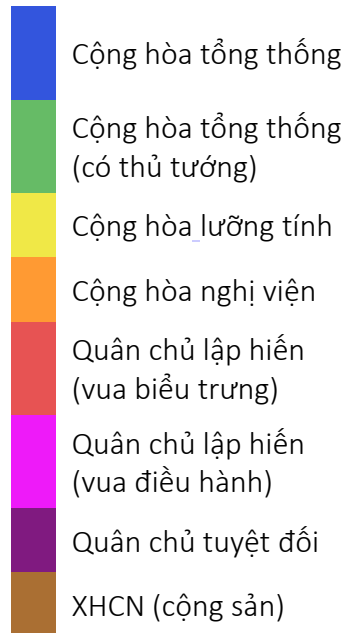 Cộng hòa tổng thống
Cộng hòa tổng thống
(có thủ tướng)
Cộng hòa lưỡng tính
Cộng hòa nghị viện
Quân chủ lập hiến
(vua biểu trưng)
Quân chủ lập hiến
(vua điều hành)
Quân chủ tuyệt đối
XHCN (cộng sản)